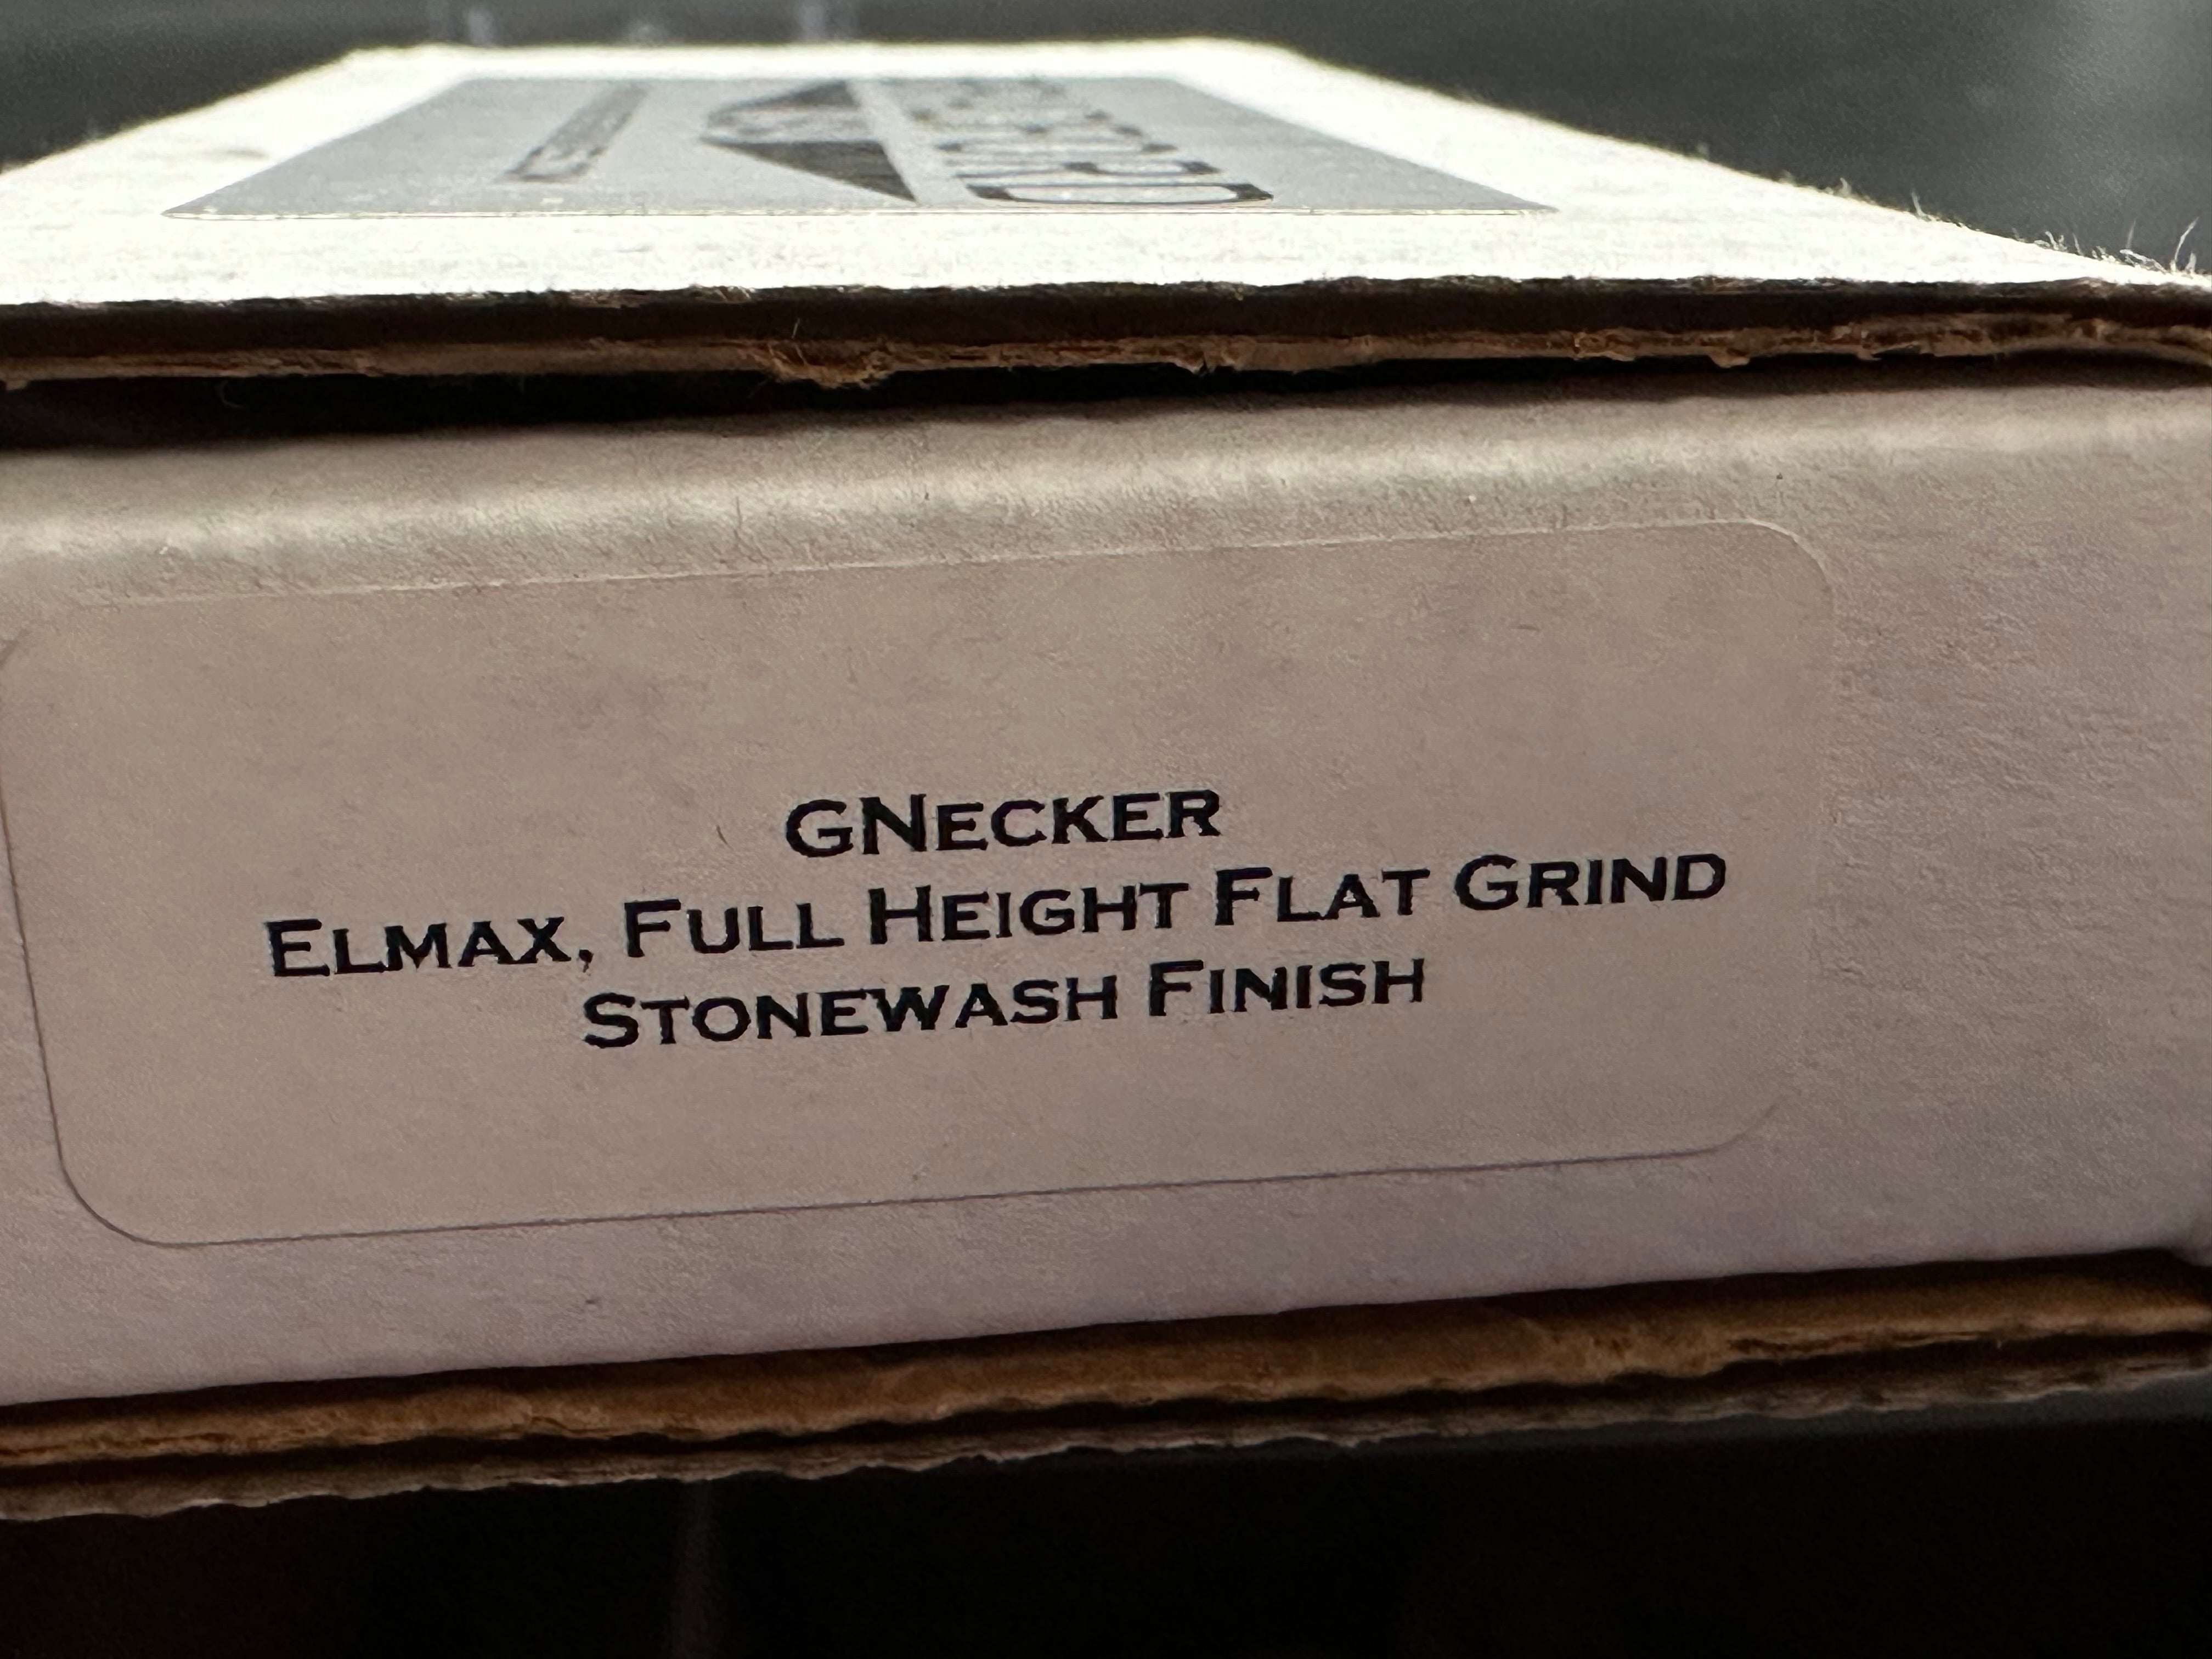 GNECKER
ELMAX, FULL HEIGHT FLAT GRIND
STONEWASH FINISH